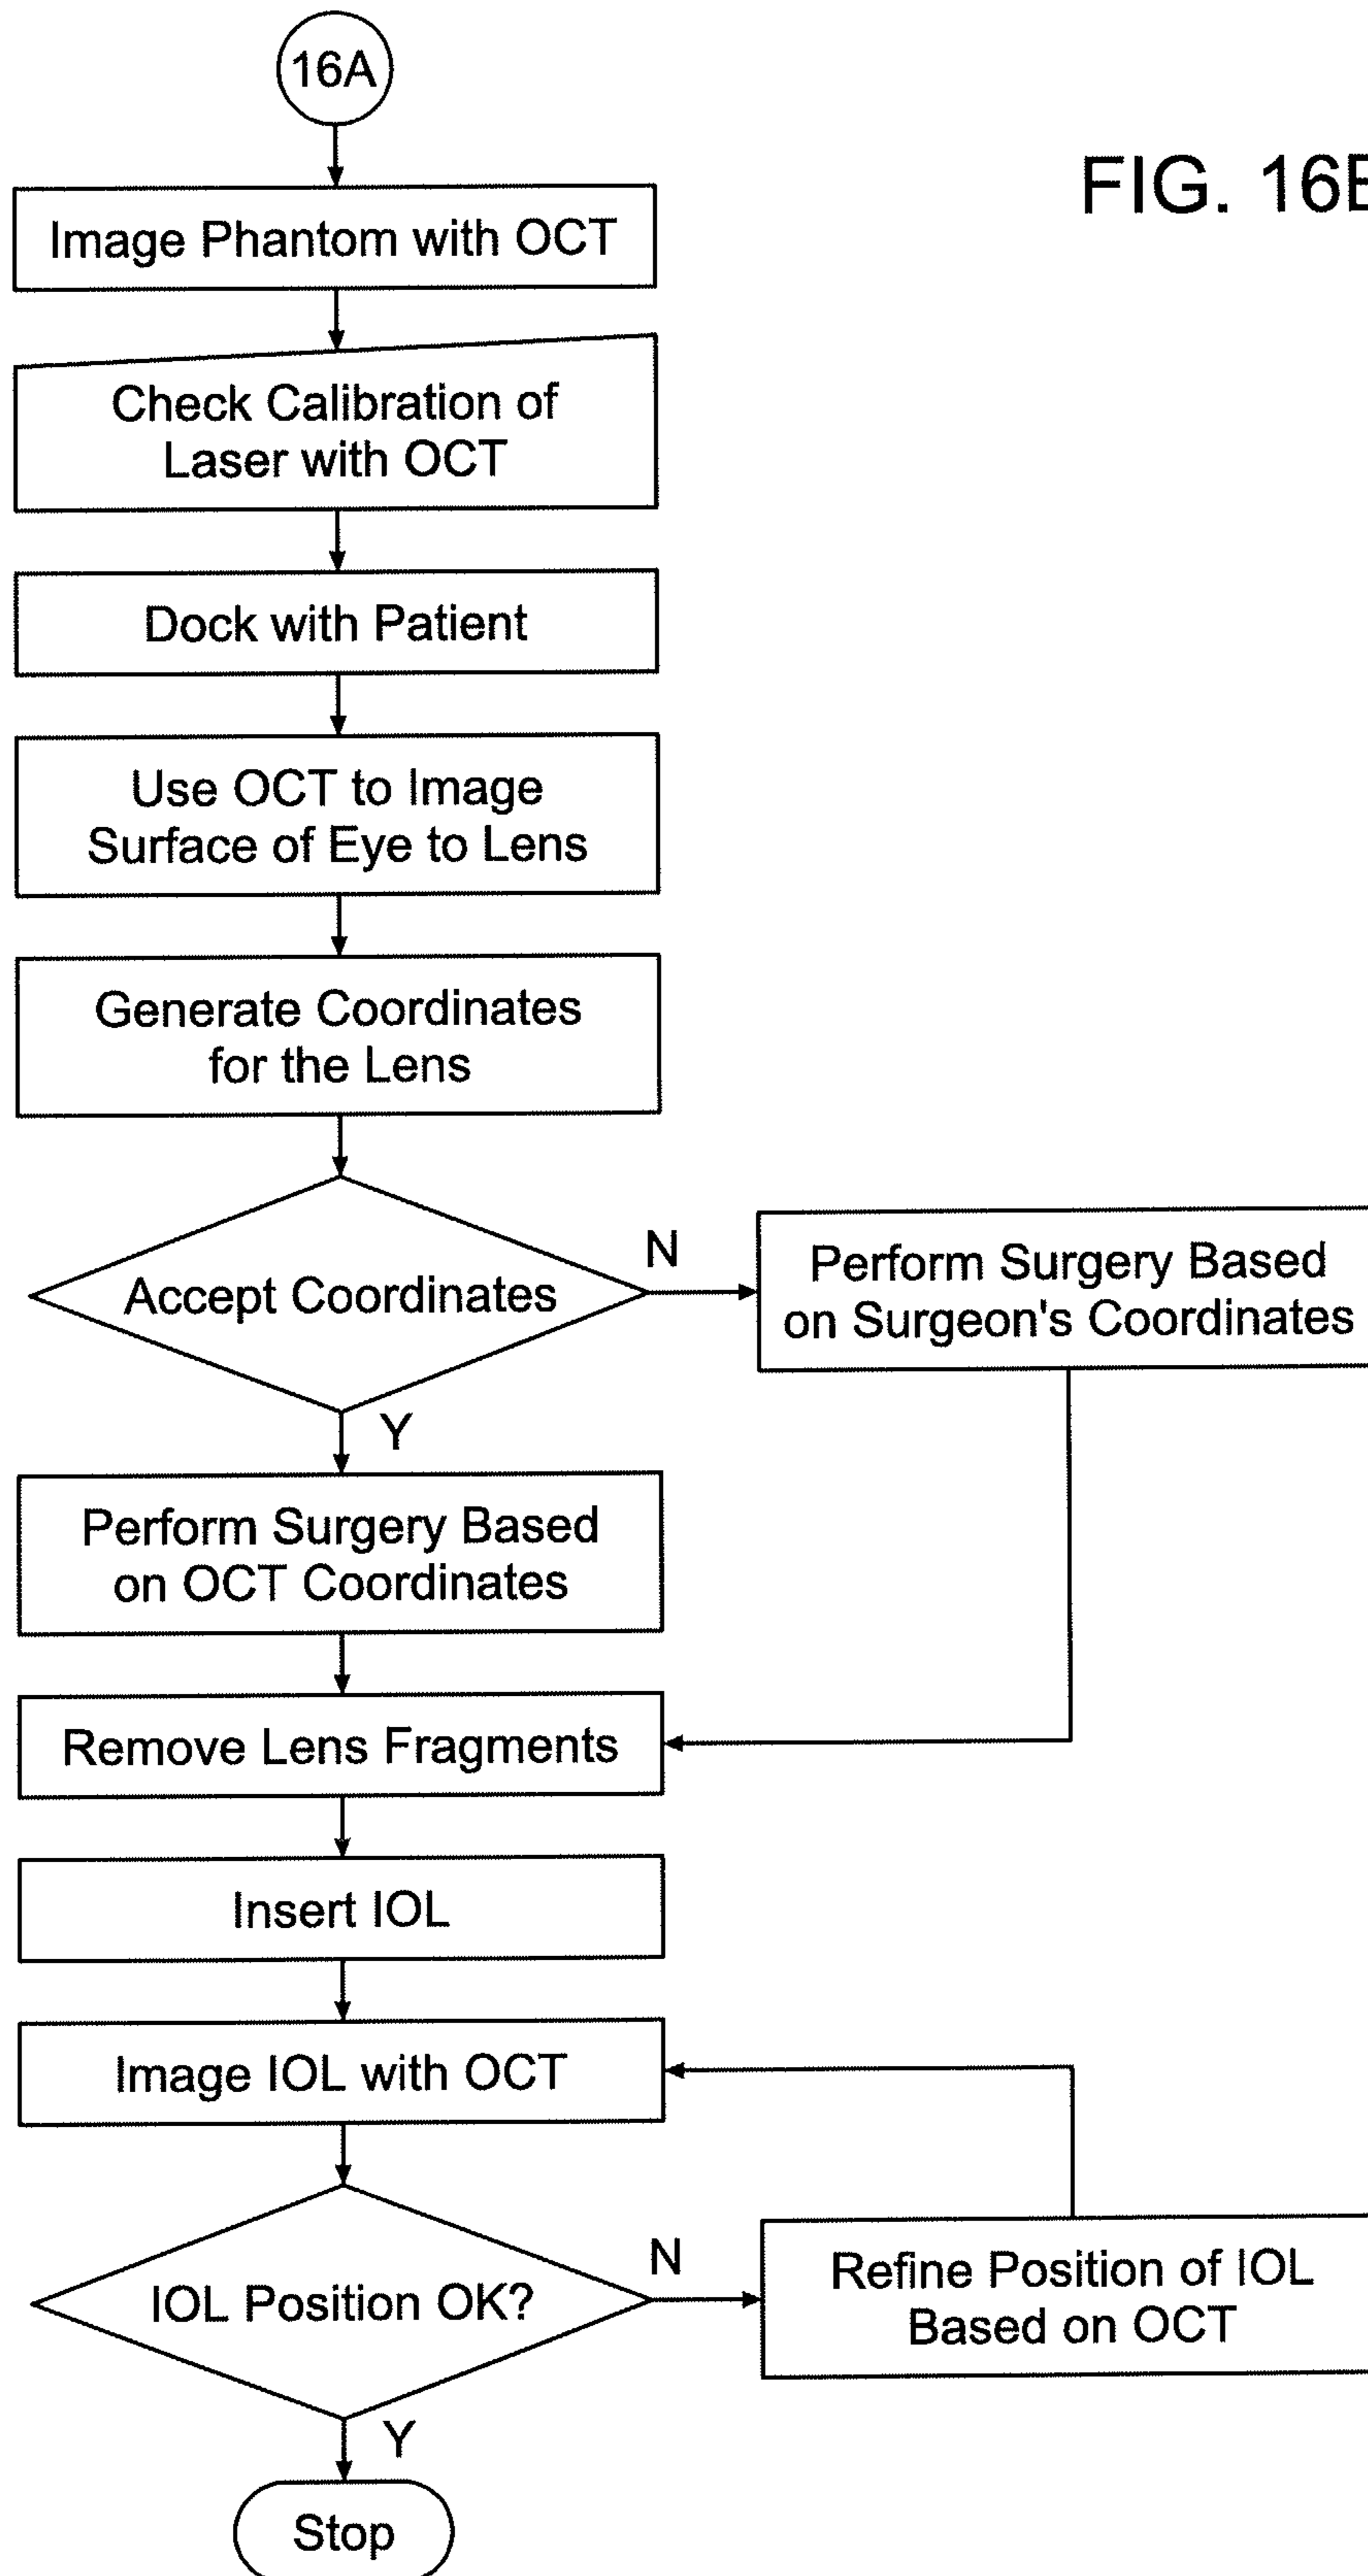 16A
FIG. 16B
Image Phantom with OCT
Check Calibration of
Laser with OCT
Dock with Patient
Use OCT to Image
Surface of Eye to Lens
Generate Coordinates
for the Lens
Accept Coordinates
N
Perform Surgery Based
on Surgeon's Coordinates
Y
Perform Surgery Based
on OCT Coordinates
Remove Lens Fragments
Insert IOL
Image IOL with OCT
IOL Position OK?
N
Refine Position of IOL
Based on OCT
Y
Stop